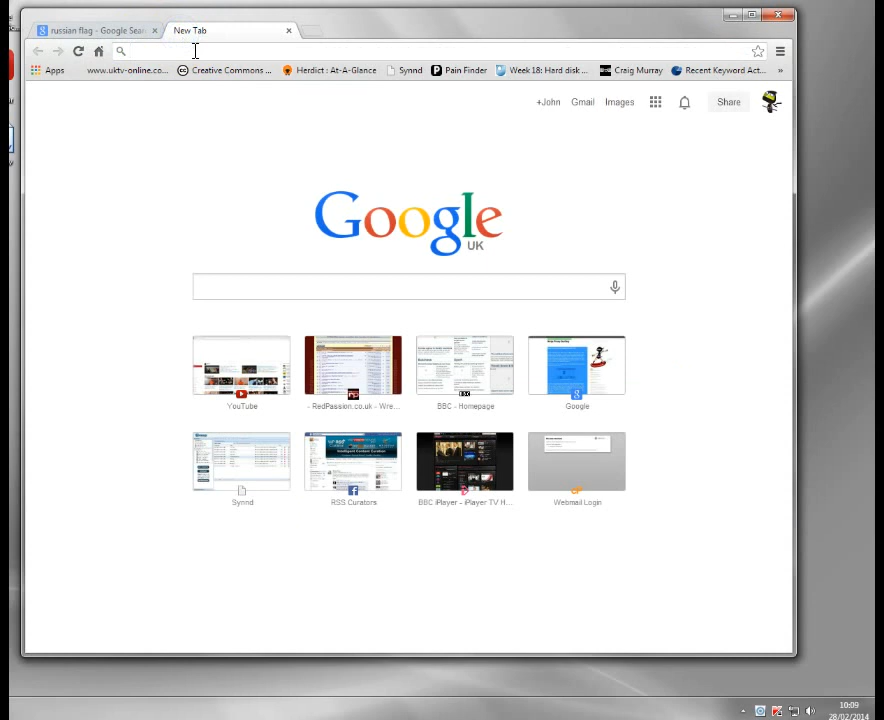 russian flag - Google Sear
New Tab
Apps
www.uktv-online.co...
Creative Commons ...
Herdict : At-A-Glance
Synnd
Pain Finder
Week 18: Hard disk ...
Craig Murray
Recent Keyword Act...
»
+John
Gmail
Images
Share
Google
UK
YouTube
- RedPassion.co.uk - Wre...
BBC - Homepage
Google
Synnd
RSS Curators
BBC iPlayer - iPlayer TV H...
Webmail Login
10:09
28/02/2014